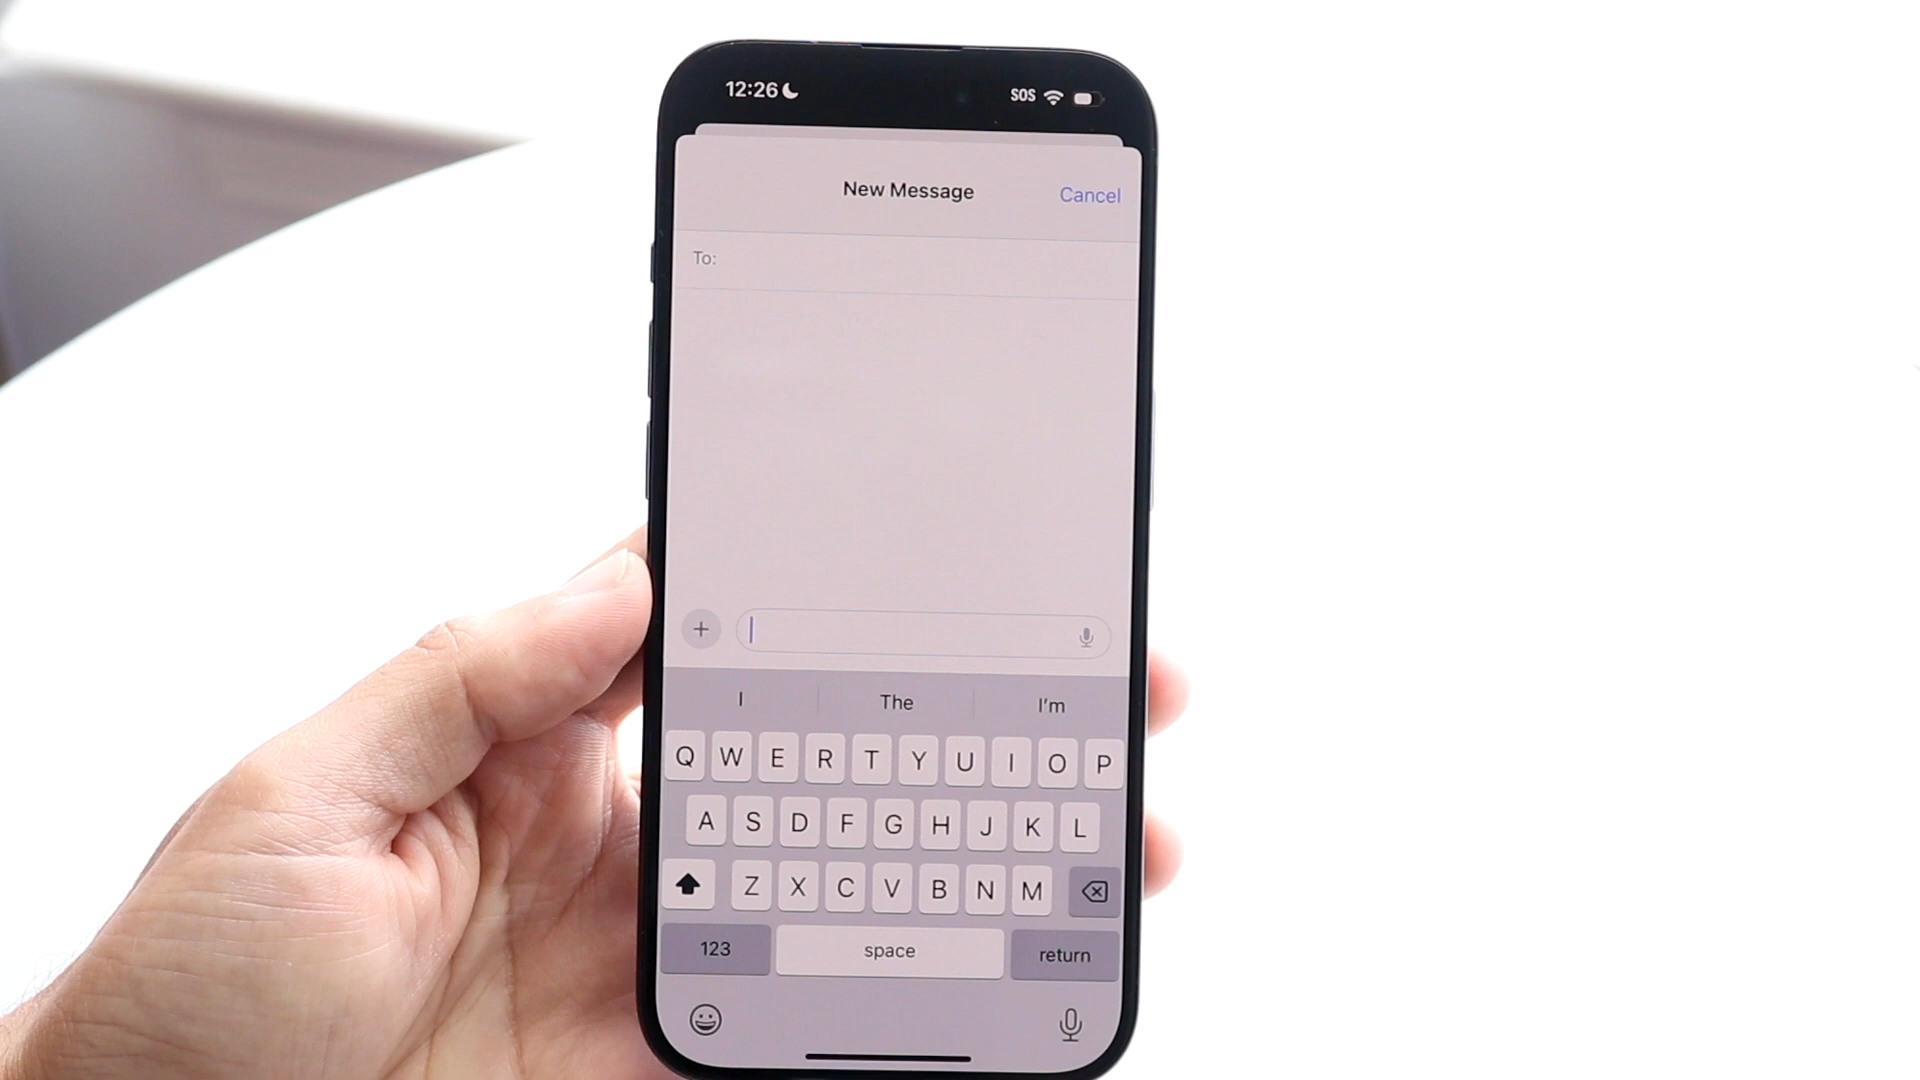 12:26 SOS
New Message Cancel
To:
I The I'm
Q W E R T Y U I O P
A S D F G H J K L
Z X C V B N M
123 space return